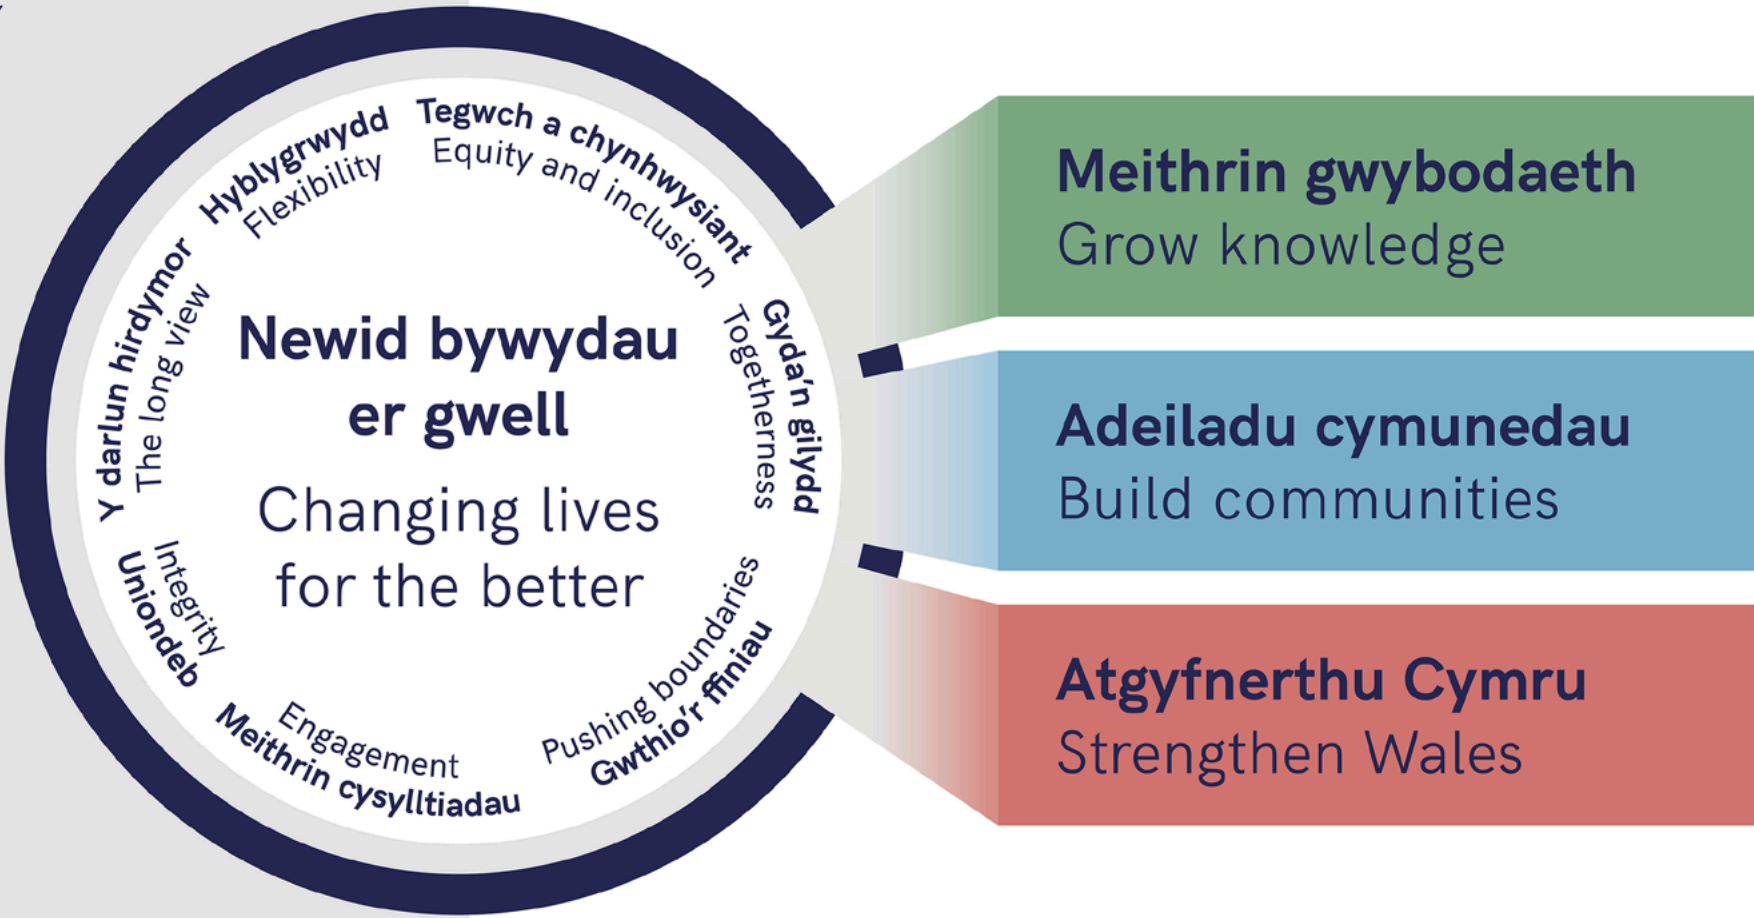 Tegwch a chynhwysiant
Equity and inclusion
Gyda'n gilydd
Togetherness
Pushing boundaries
Gwthio'r ffiniau
Engagement
Meithrin cysylltiadau
Integrity
Uniondeb
Y darlun hirdymor
The long view
Hyblygrwydd
Flexibility
Newid bywydau
er gwell
Changing lives
for the better
Meithrin gwybodaeth
Grow knowledge
Adeiladu cymunedau
Build communities
Atgyfnerthu Cymru
Strengthen Wales